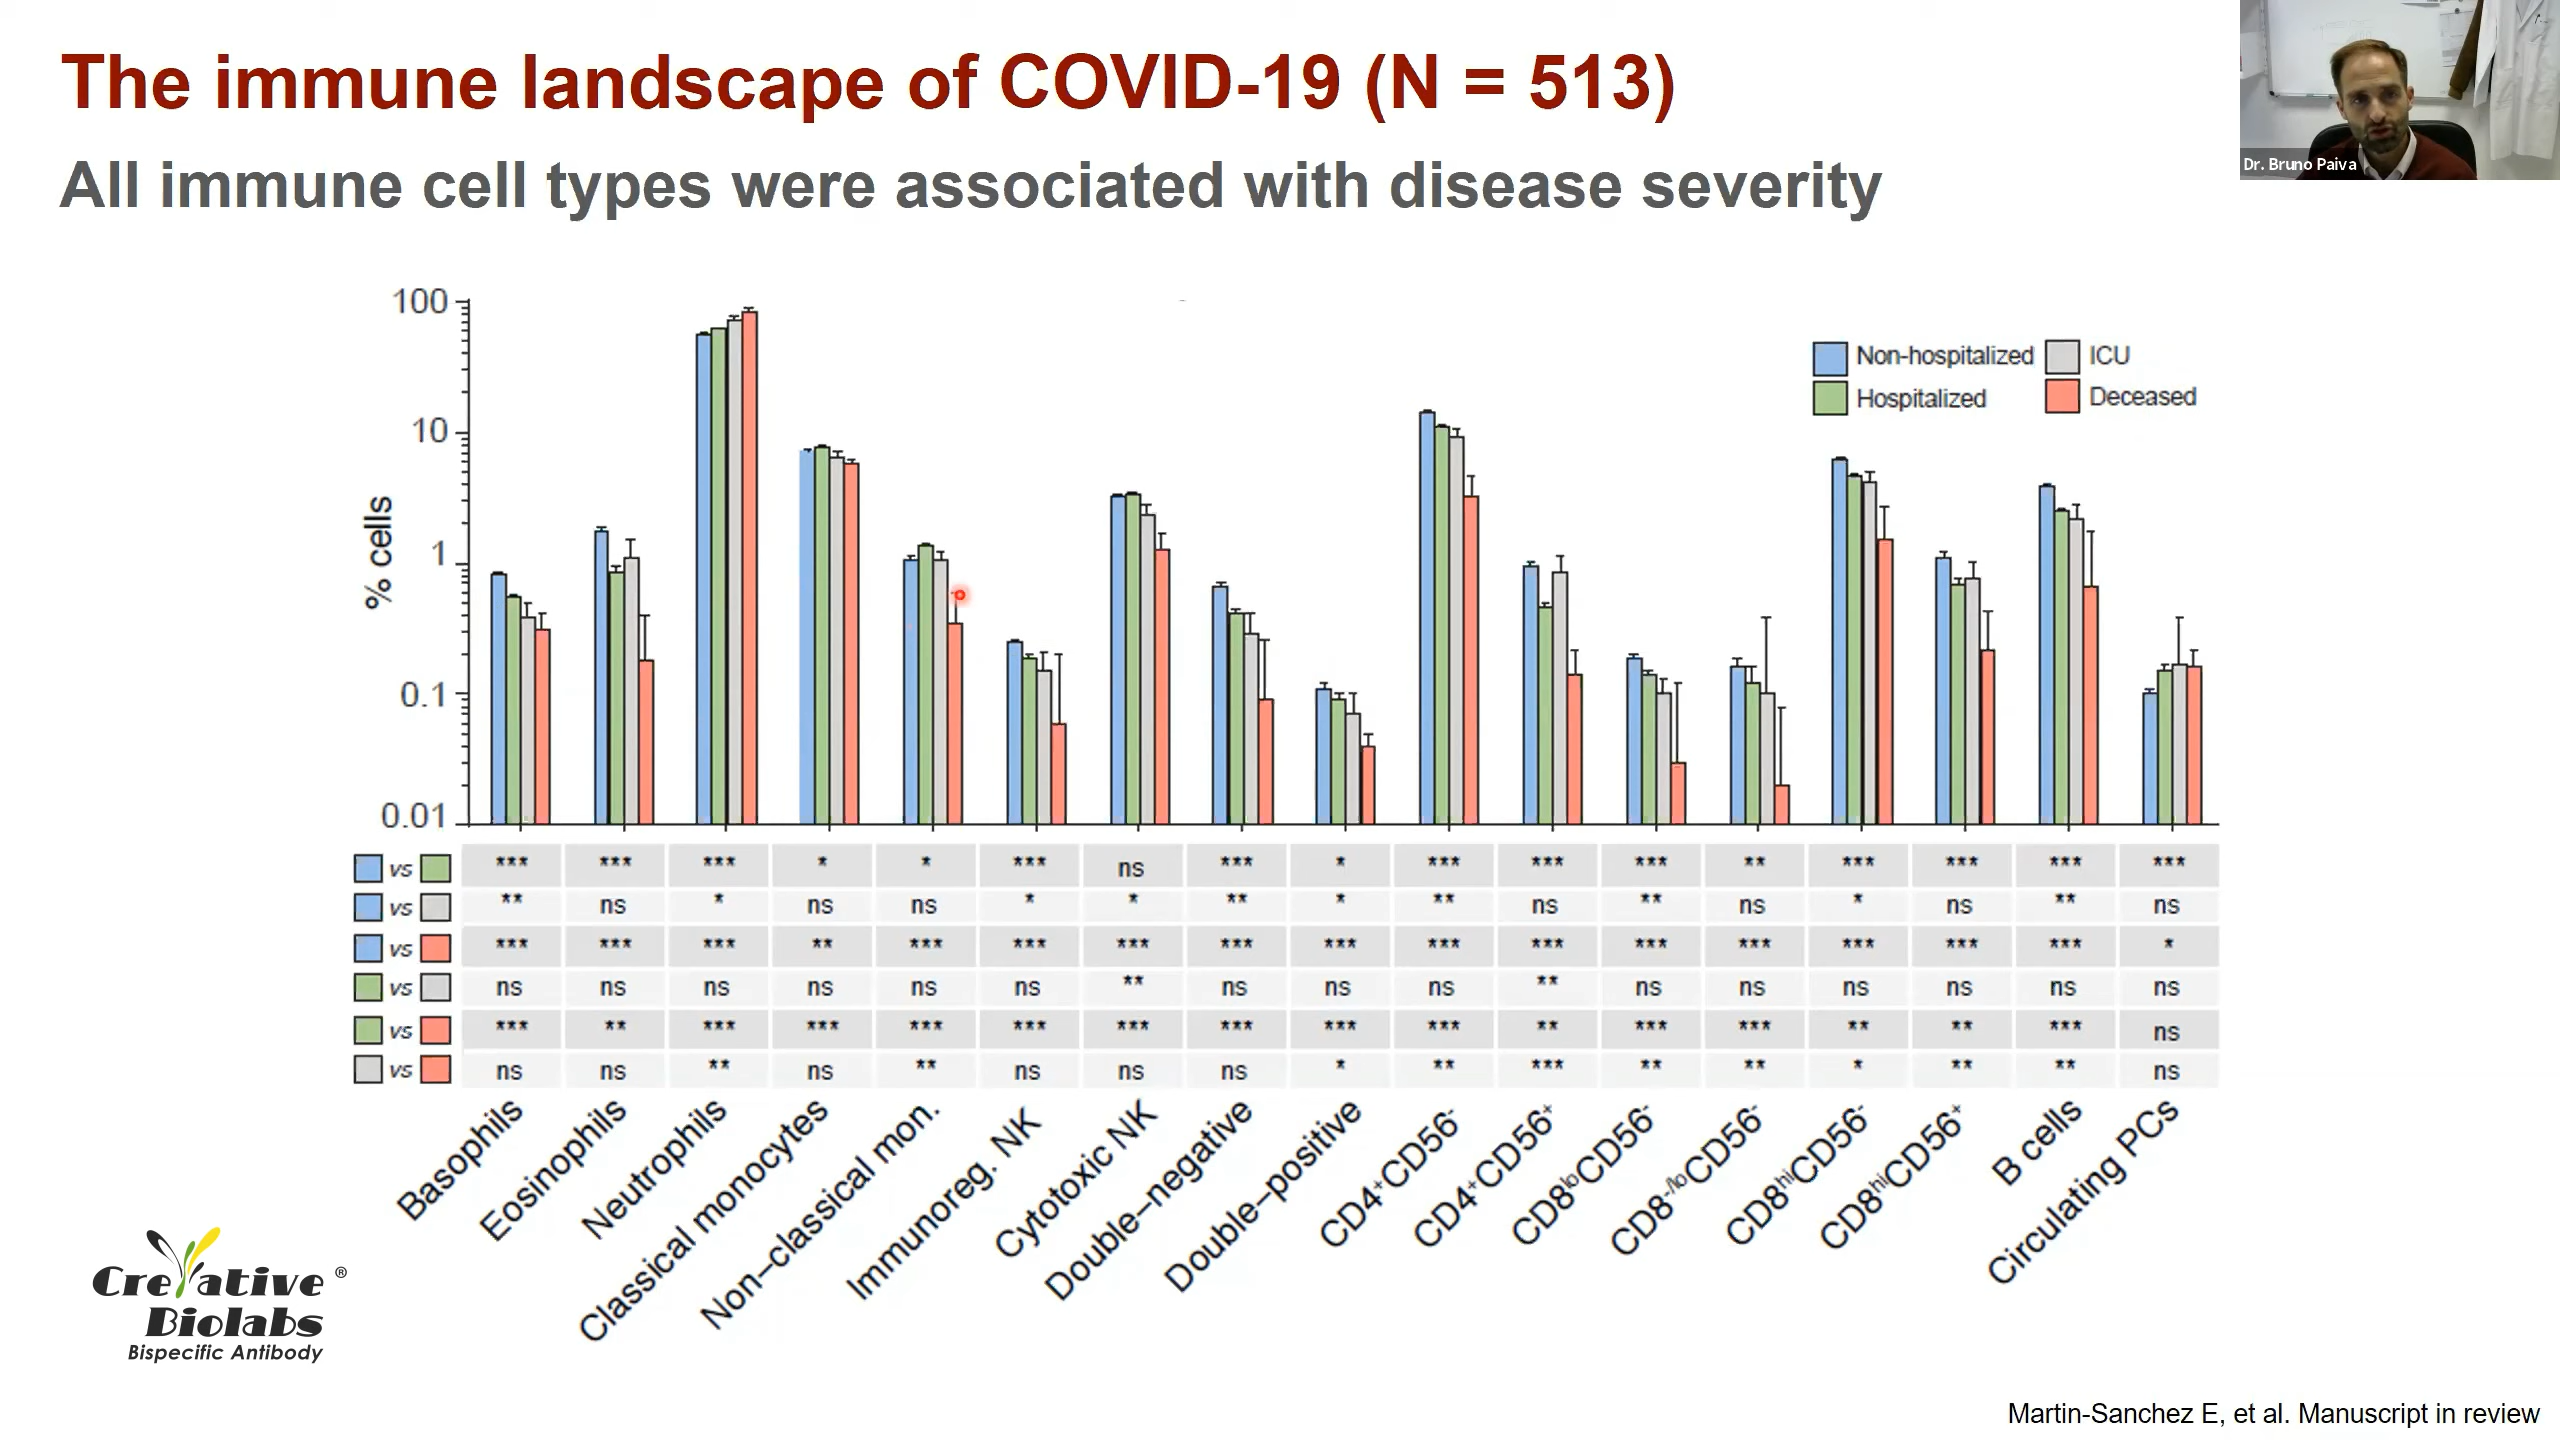 The immune landscape of COVID-19 (N = 513)
Dr. Bruno Paiva
All immune cell types were associated with disease severity
100
10
1
0.1
0.01
% cells
Non-hospitalized
ICU
Hospitalized
Deceased
vs *** *** *** * * *** ns *** * *** *** *** ** *** *** *** ***
vs ** ns * ns ns * * ** * ** ns ** ns * ns ** ns
vs *** *** *** ** *** *** *** *** *** *** *** *** *** *** *** *** *
vs ns ns ns ns ns ns ** ns ns ns ** ns ns ns ns ns ns
vs *** ** *** *** *** *** *** *** *** *** ** *** *** ** ** *** ns
vs ns ns ** ns ** ns ns ns * ** *** ** ** * ** ** ns
Basophils
Eosinophils
Neutrophils
Classical monocytes
Non–classical mon.
Immunoreg. NK
Cytotoxic NK
Double–negative
Double–positive
CD4⁺CD56⁻
CD4⁺CD56⁺
CD8ˡᵒCD56⁻
CD8⁻/ˡᵒCD56⁻
CD8ʰⁱCD56⁻
CD8ʰⁱCD56⁺
B cells
Circulating PCs
Creative ®
Biolabs
Bispecific Antibody
Martin-Sanchez E, et al. Manuscript in review